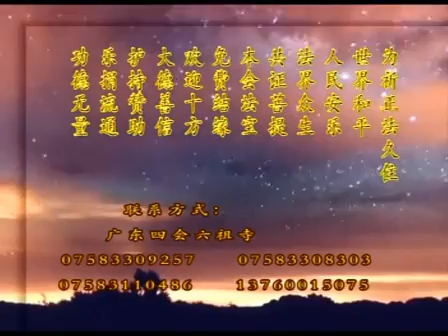 为祈正法久住
世界和平
人民安乐
法界众生
共证菩提
本会法宝
免费结缘
欢迎十方
大德善信
护持赞助
乐捐流通
功德无量
联系方式：
广东四会六祖寺
07583309257 07583308303
07583110486 13760015075